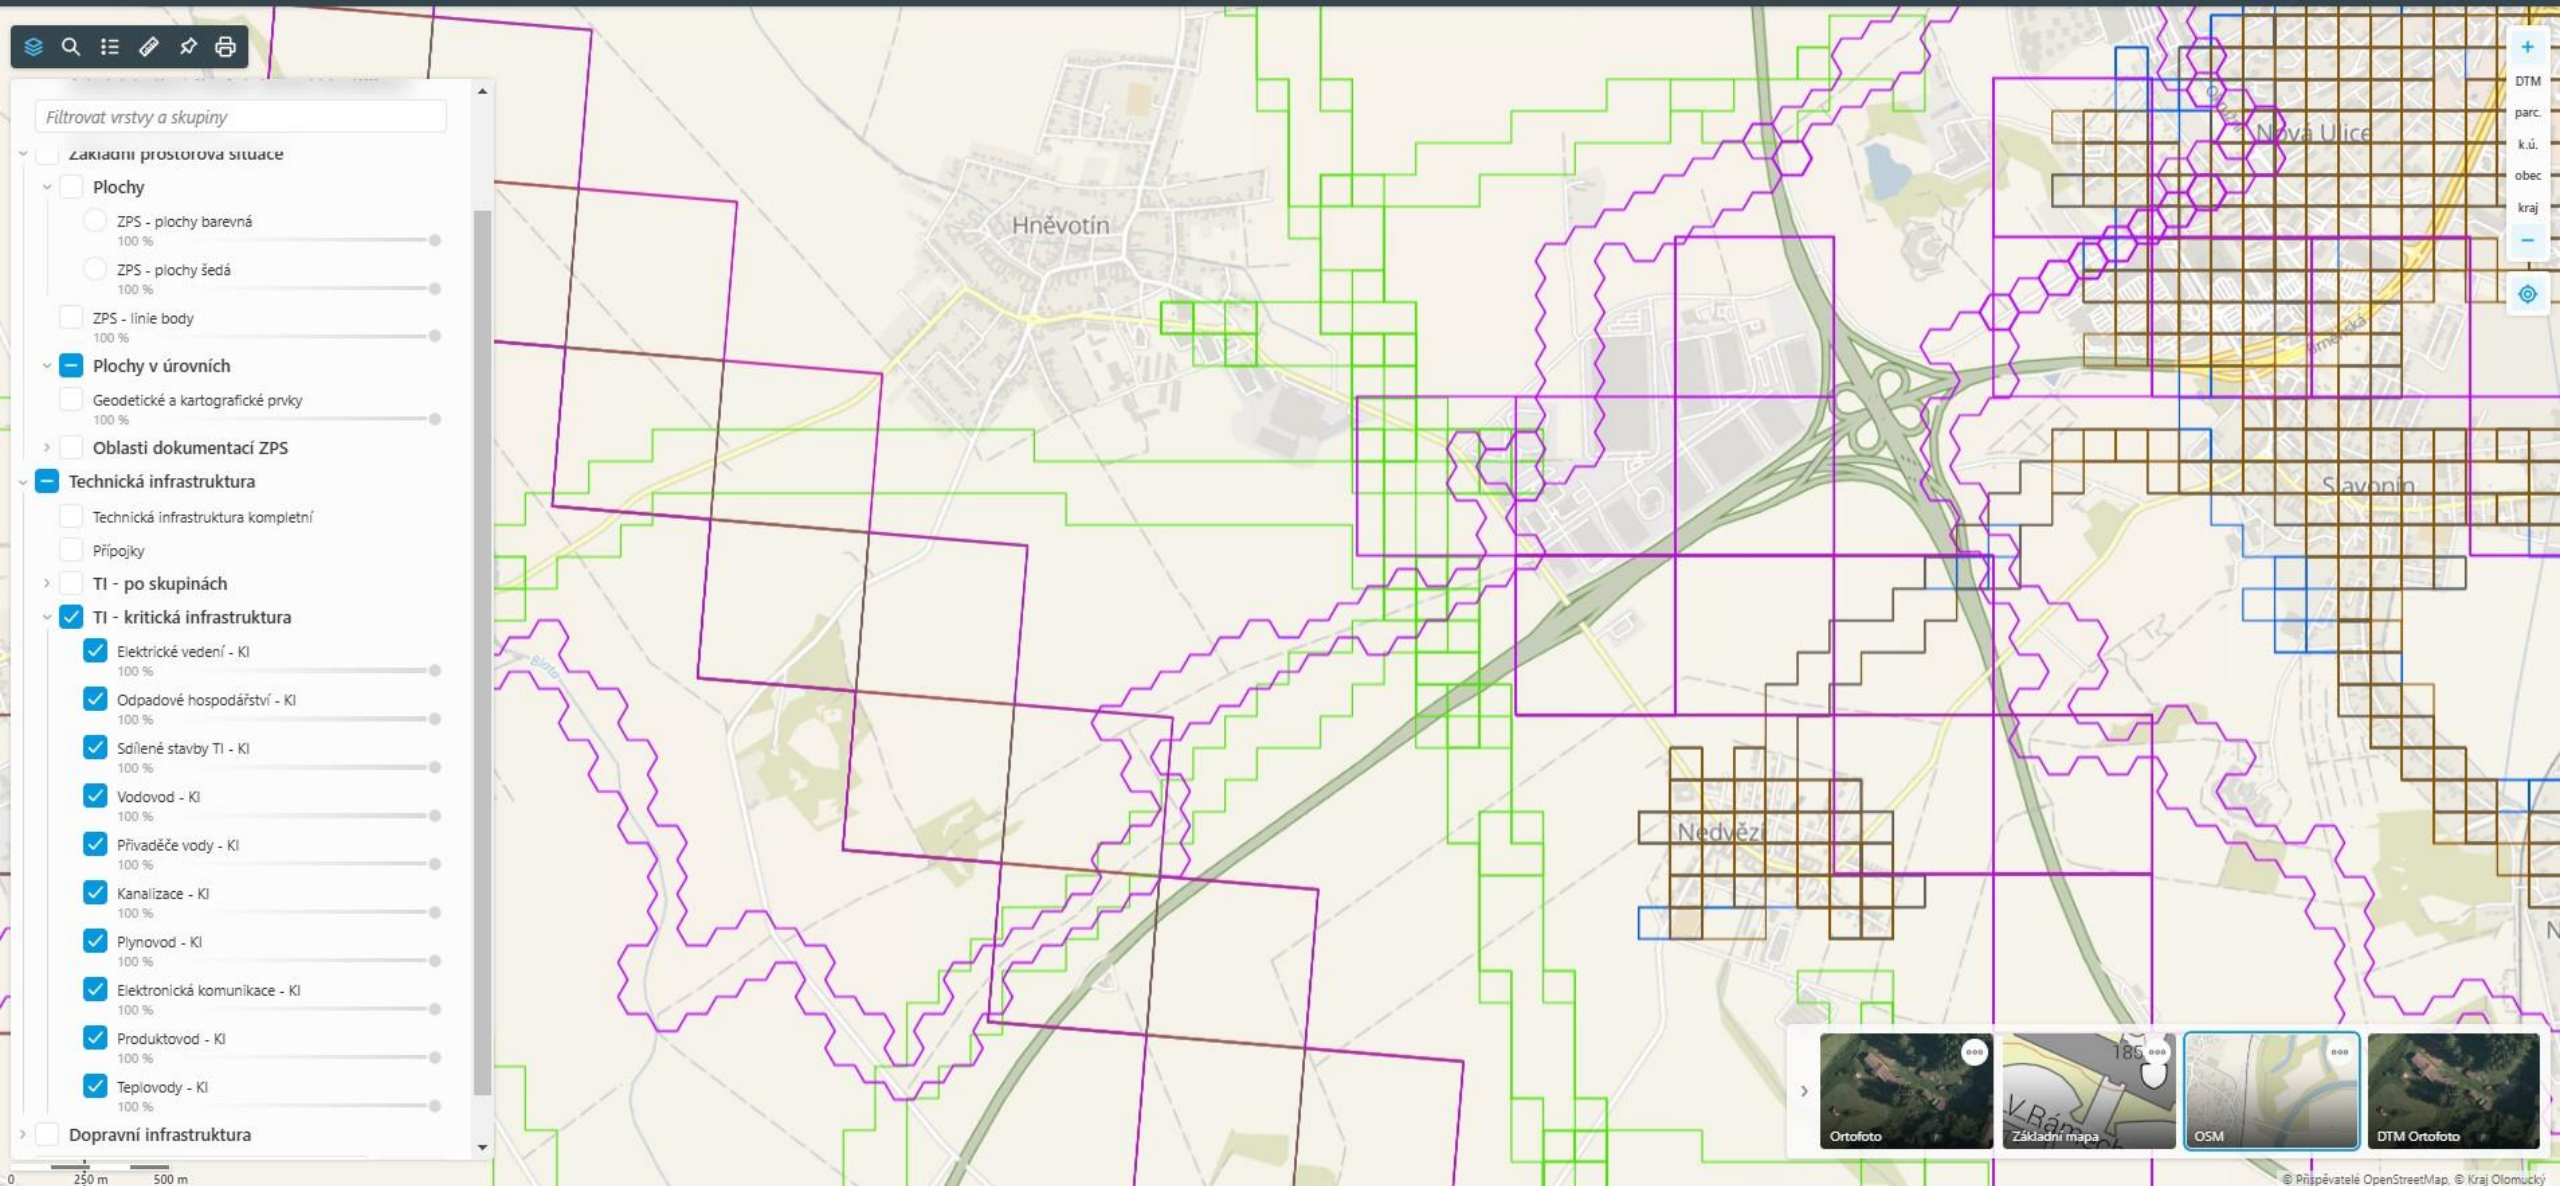 Filtrovat vrstvy a skupiny
Základní prostorová situace
Plochy
ZPS - plochy barevná
100 %
ZPS - plochy šedá
100 %
ZPS - linie body
100 %
Plochy v úrovních
Geodetické a kartografické prvky
100 %
Oblasti dokumentací ZPS
Technická infrastruktura
Technická infrastruktura kompletní
Přípojky
TI - po skupinách
TI - kritická infrastruktura
Elektrické vedení - KI
100 %
Odpadové hospodářství - KI
100 %
Sdílené stavby TI - KI
100 %
Vodovod - KI
100 %
Přivaděče vody - KI
100 %
Kanalizace - KI
100 %
Plynovod - KI
100 %
Elektronická komunikace - KI
100 %
Produktovod - KI
100 %
Teplovody - KI
100 %
Dopravní infrastruktura
0 250 m 500 m
Hněvotín
Blata
Nová Ulice
Brněnská
Slavonín
Nedvězí
N
+
DTM
parc.
k.ú.
obec
kraj
−
Ortofoto
185
V Rámech
Základní mapa
OSM
DTM Ortofoto
© Přispěvatelé OpenStreetMap, © Kraj Olomoucký